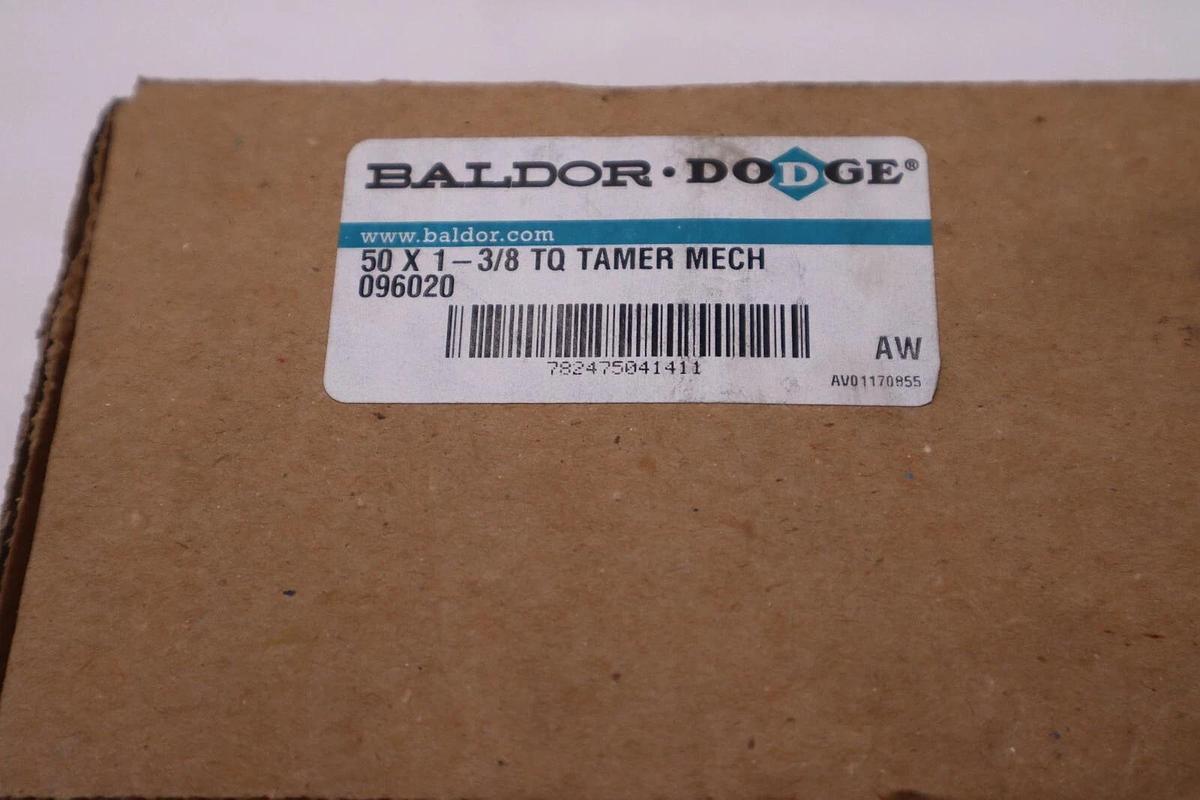 BALDOR • DODGE®
www.baldor.com
50 X 1-3/8 TQ TAMER MECH
096020
782475041411
AW
AV01170855